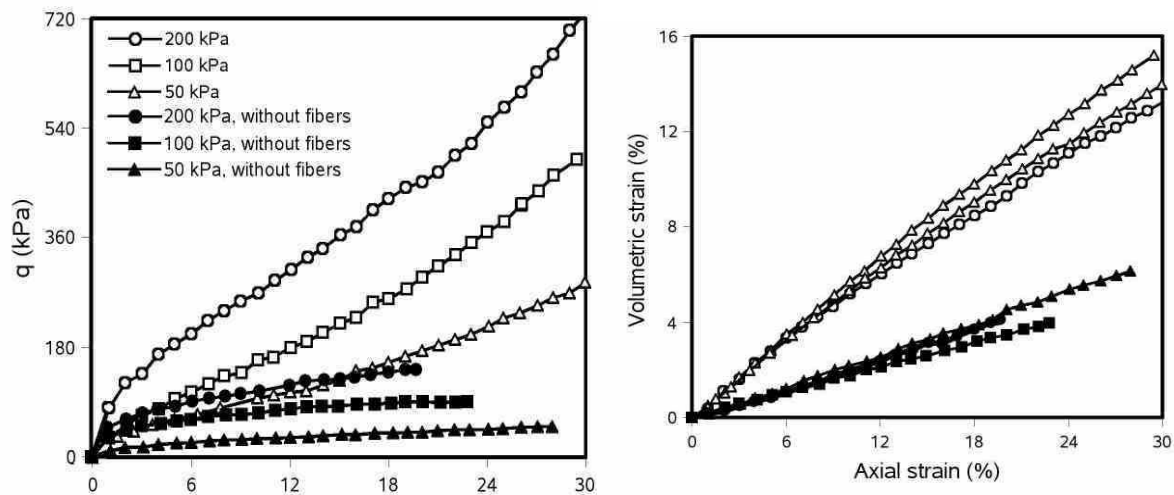 720
540
360
180
0
q (kPa)
200 kPa
100 kPa
50 kPa
200 kPa, without fibers
100 kPa, without fibers
50 kPa, without fibers
0 6 12 18 24 30
16
12
8
4
0
Volumetric strain (%)
0 6 12 18 24 30
Axial strain (%)